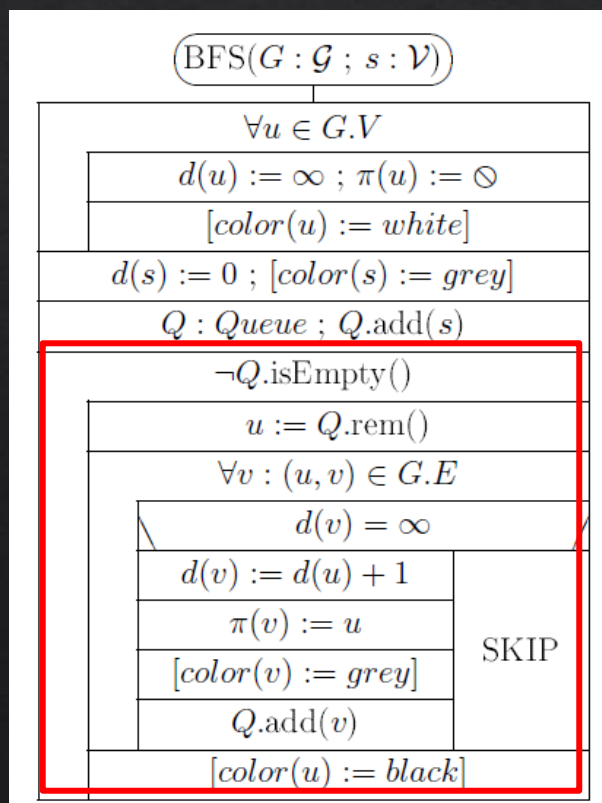 BFS(G : 𝒢 ; s : 𝒱)
∀u ∈ G.V
d(u) := ∞ ; π(u) := ⦸
[color(u) := white]
d(s) := 0 ; [color(s) := grey]
Q : Queue ; Q.add(s)
¬Q.isEmpty()
u := Q.rem()
∀v : (u, v) ∈ G.E
d(v) = ∞
d(v) := d(u) + 1
π(v) := u
[color(v) := grey]
Q.add(v)
SKIP
[color(u) := black]